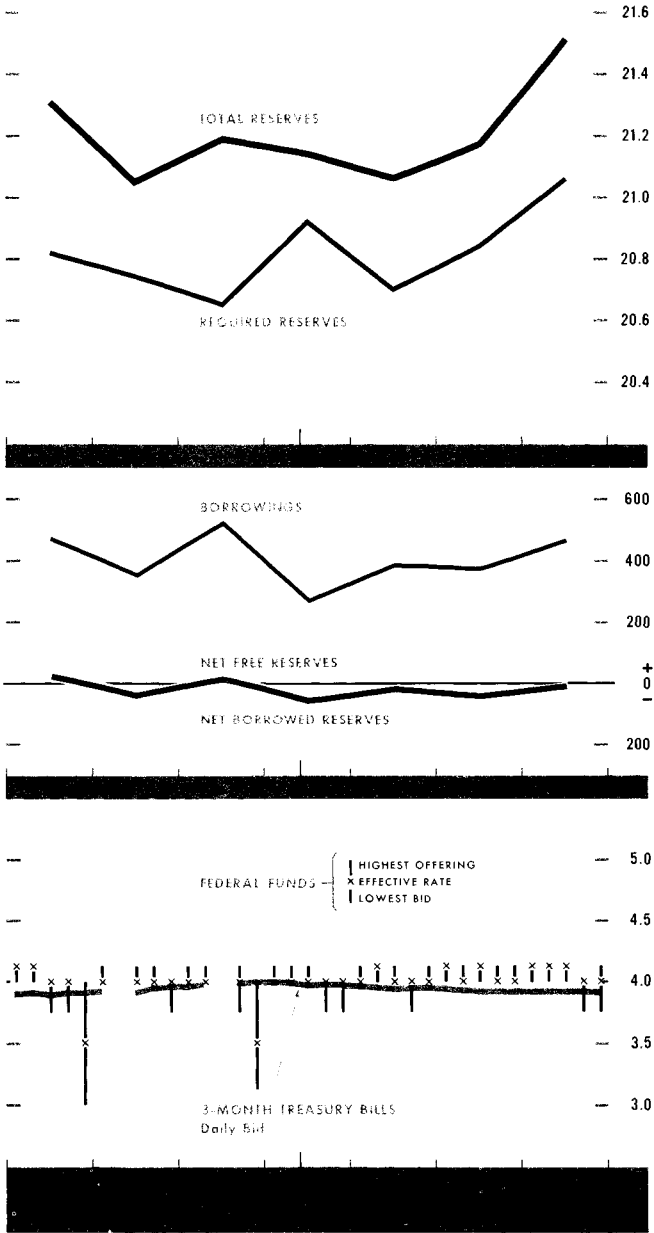 21.6
21.4
TOTAL RESERVES
21.2
21.0
20.8
20.6
REQUIRED RESERVES
20.4
600
BORROWINGS
400
200
NET FREE RESERVES
+
0
–
NET BORROWED RESERVES
200
5.0
HIGHEST OFFERING
FEDERAL FUNDS
× EFFECTIVE RATE
LOWEST BID
4.5
4.0
3.5
3.0
3-MONTH TREASURY BILLS
Daily Bid